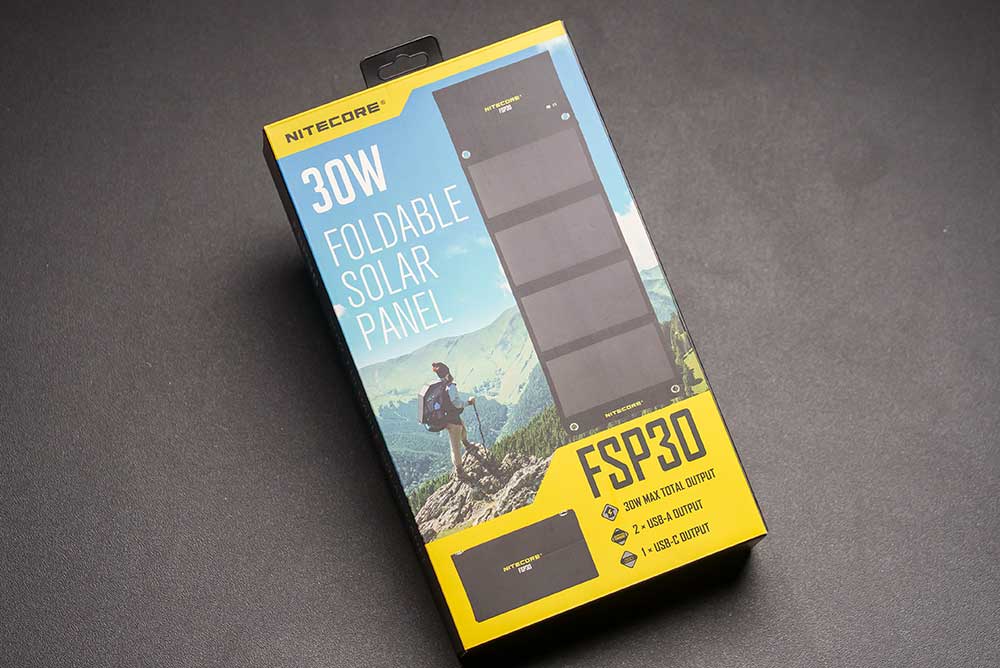 NITECORE®
30W
FOLDABLE
SOLAR
PANEL
NITECORE®
FSP30
NITECORE®
FSP30
30W MAX TOTAL OUTPUT
2 × USB-A OUTPUT
1 × USB-C OUTPUT
NITECORE®
FSP30